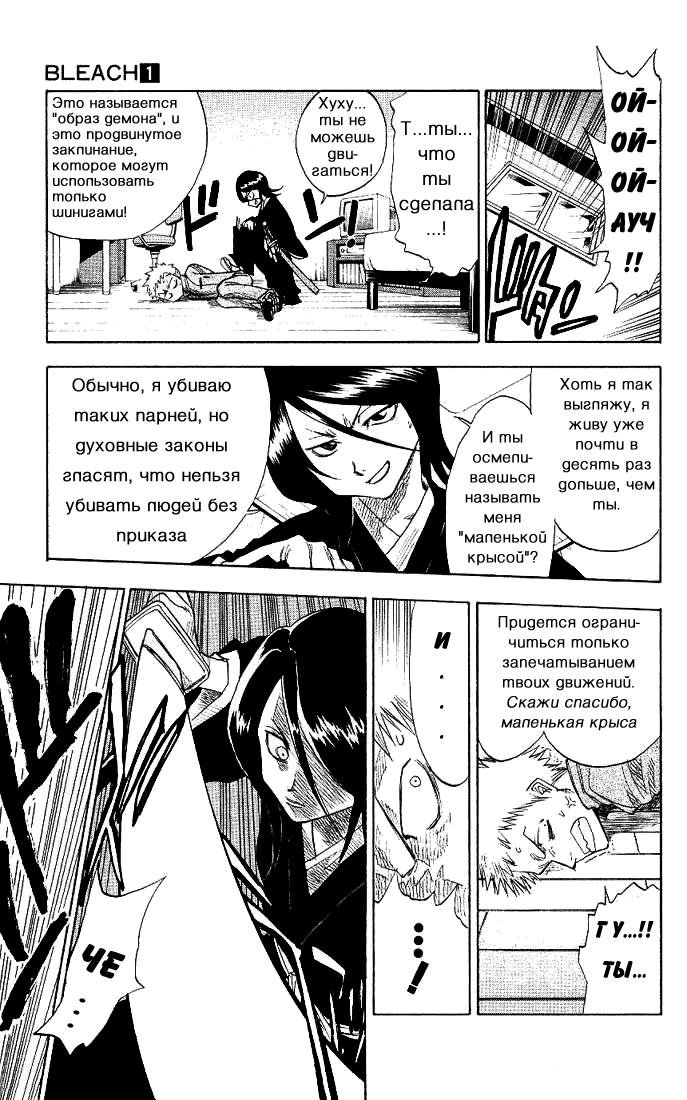 BLEACH 1
ОЙ-
ОЙ-
ОЙ-
АУЧ
!!
Т...ты...
что
ты
сделала
...!
Хуху...
ты не
можешь
дви-
гаться!
Это называется
"образ демона", и
это продвинутое
заклинание,
которое могут
использовать
только
шинигами!
Хоть я так
выгляжу, я
живу уже
почти в
десять раз
дольше, чем
ты.
И ты
осмели-
ваешься
называть
меня
"маленькой
крысой"?
Обычно, я убиваю
таких парней, но
духовные законы
гласят, что нельзя
убивать людей без
приказа
Придется ограни-
читься только
запечатыванием
твоих движений.
Скажи спасибо,
маленькая крыса
ГУ...!!
ТЫ...
И
....
...!
ЧЕ
....